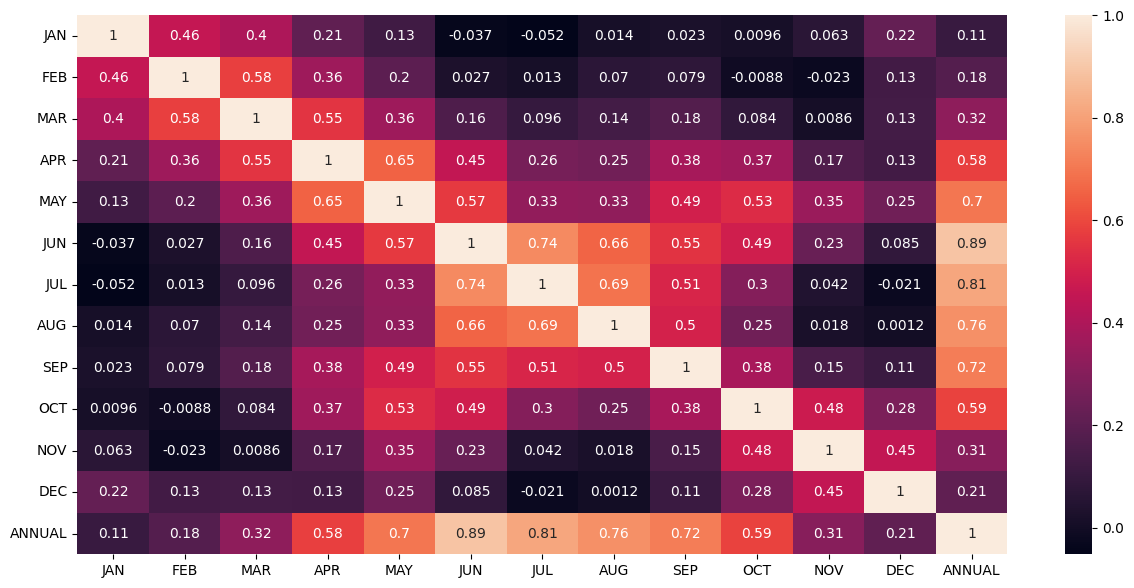 JAN 1 0.46 0.4 0.21 0.13 -0.037 -0.052 0.014 0.023 0.0096 0.063 0.22 0.11
FEB 0.46 1 0.58 0.36 0.2 0.027 0.013 0.07 0.079 -0.0088 -0.023 0.13 0.18
MAR 0.4 0.58 1 0.55 0.36 0.16 0.096 0.14 0.18 0.084 0.0086 0.13 0.32
APR 0.21 0.36 0.55 1 0.65 0.45 0.26 0.25 0.38 0.37 0.17 0.13 0.58
MAY 0.13 0.2 0.36 0.65 1 0.57 0.33 0.33 0.49 0.53 0.35 0.25 0.7
JUN -0.037 0.027 0.16 0.45 0.57 1 0.74 0.66 0.55 0.49 0.23 0.085 0.89
JUL -0.052 0.013 0.096 0.26 0.33 0.74 1 0.69 0.51 0.3 0.042 -0.021 0.81
AUG 0.014 0.07 0.14 0.25 0.33 0.66 0.69 1 0.5 0.25 0.018 0.0012 0.76
SEP 0.023 0.079 0.18 0.38 0.49 0.55 0.51 0.5 1 0.38 0.15 0.11 0.72
OCT 0.0096 -0.0088 0.084 0.37 0.53 0.49 0.3 0.25 0.38 1 0.48 0.28 0.59
NOV 0.063 -0.023 0.0086 0.17 0.35 0.23 0.042 0.018 0.15 0.48 1 0.45 0.31
DEC 0.22 0.13 0.13 0.13 0.25 0.085 -0.021 0.0012 0.11 0.28 0.45 1 0.21
ANNUAL 0.11 0.18 0.32 0.58 0.7 0.89 0.81 0.76 0.72 0.59 0.31 0.21 1
JAN FEB MAR APR MAY JUN JUL AUG SEP OCT NOV DEC ANNUAL
1.0
0.8
0.6
0.4
0.2
0.0